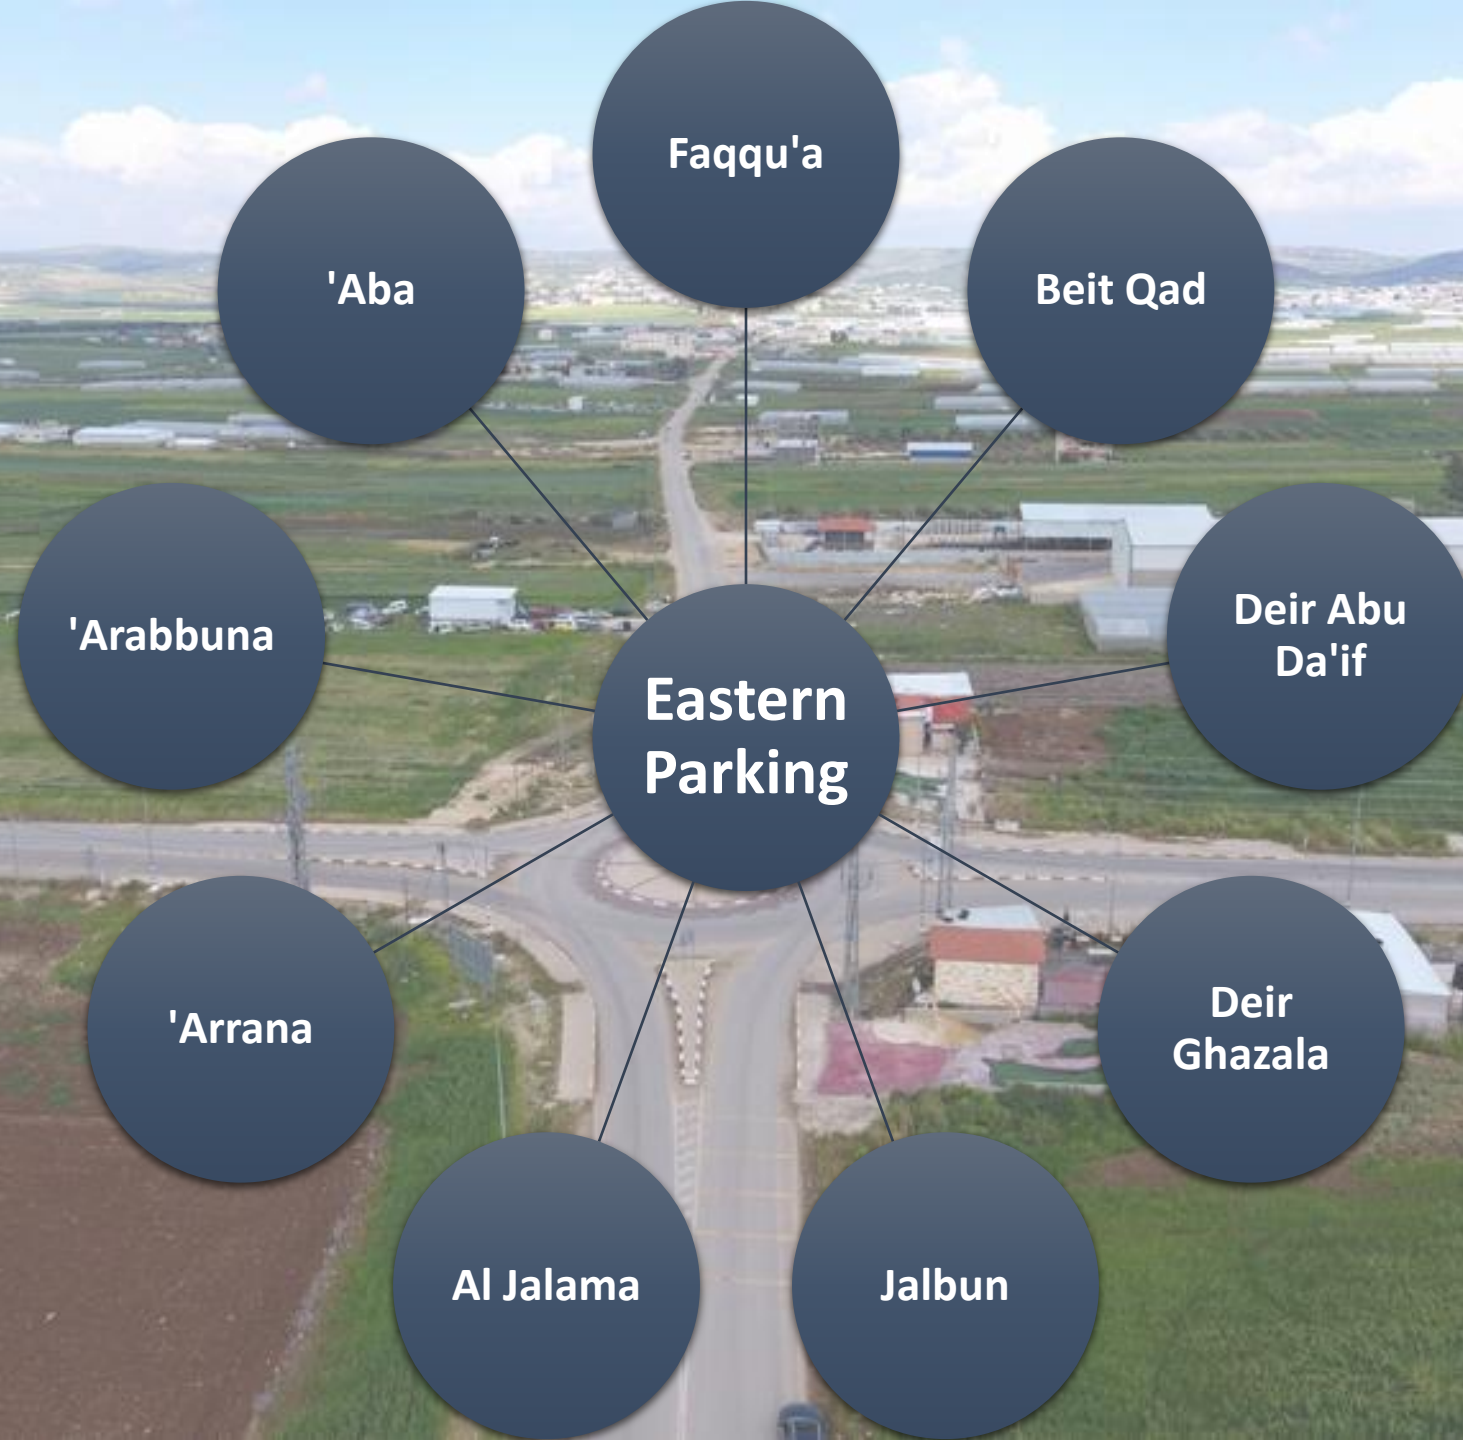 Faqqu'a
'Aba
Beit Qad
'Arabbuna
Deir Abu
Da'if
Eastern
Parking
'Arrana
Deir
Ghazala
Al Jalama
Jalbun